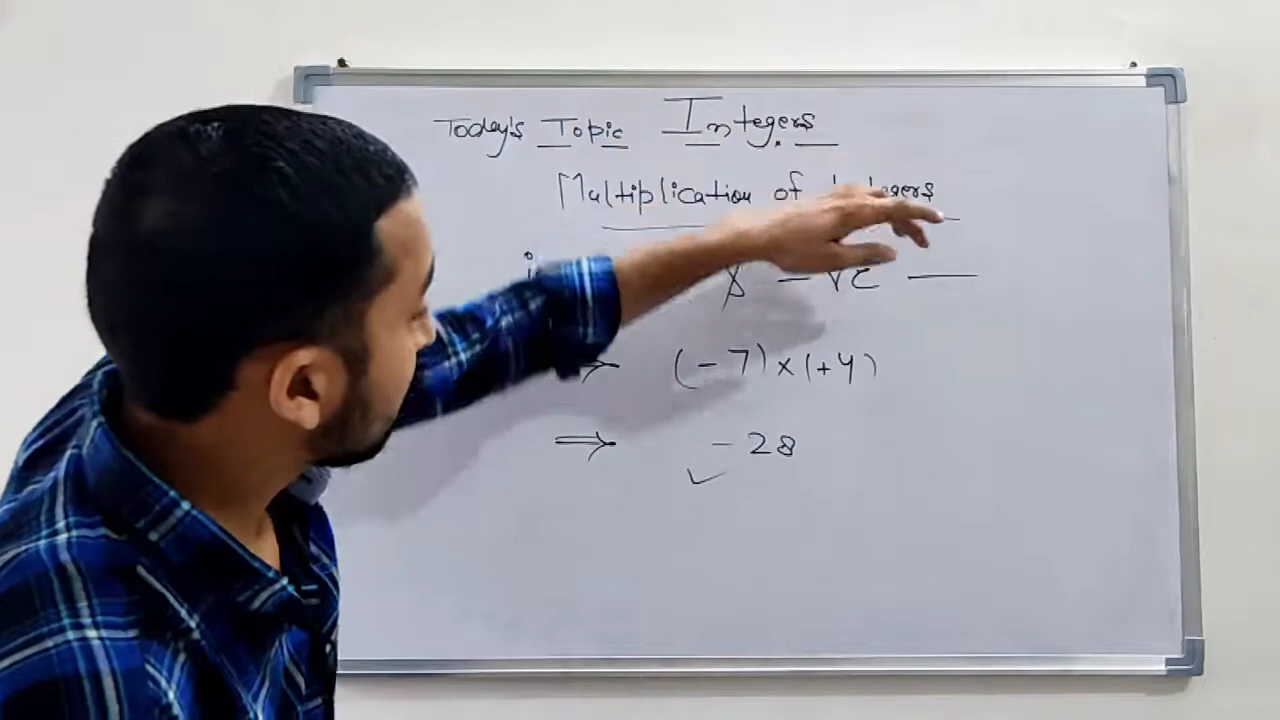 Today's Topic Integers
Multiplication of
× -ve —
⇒ (-7)×(+4)
⇒ -28
✓